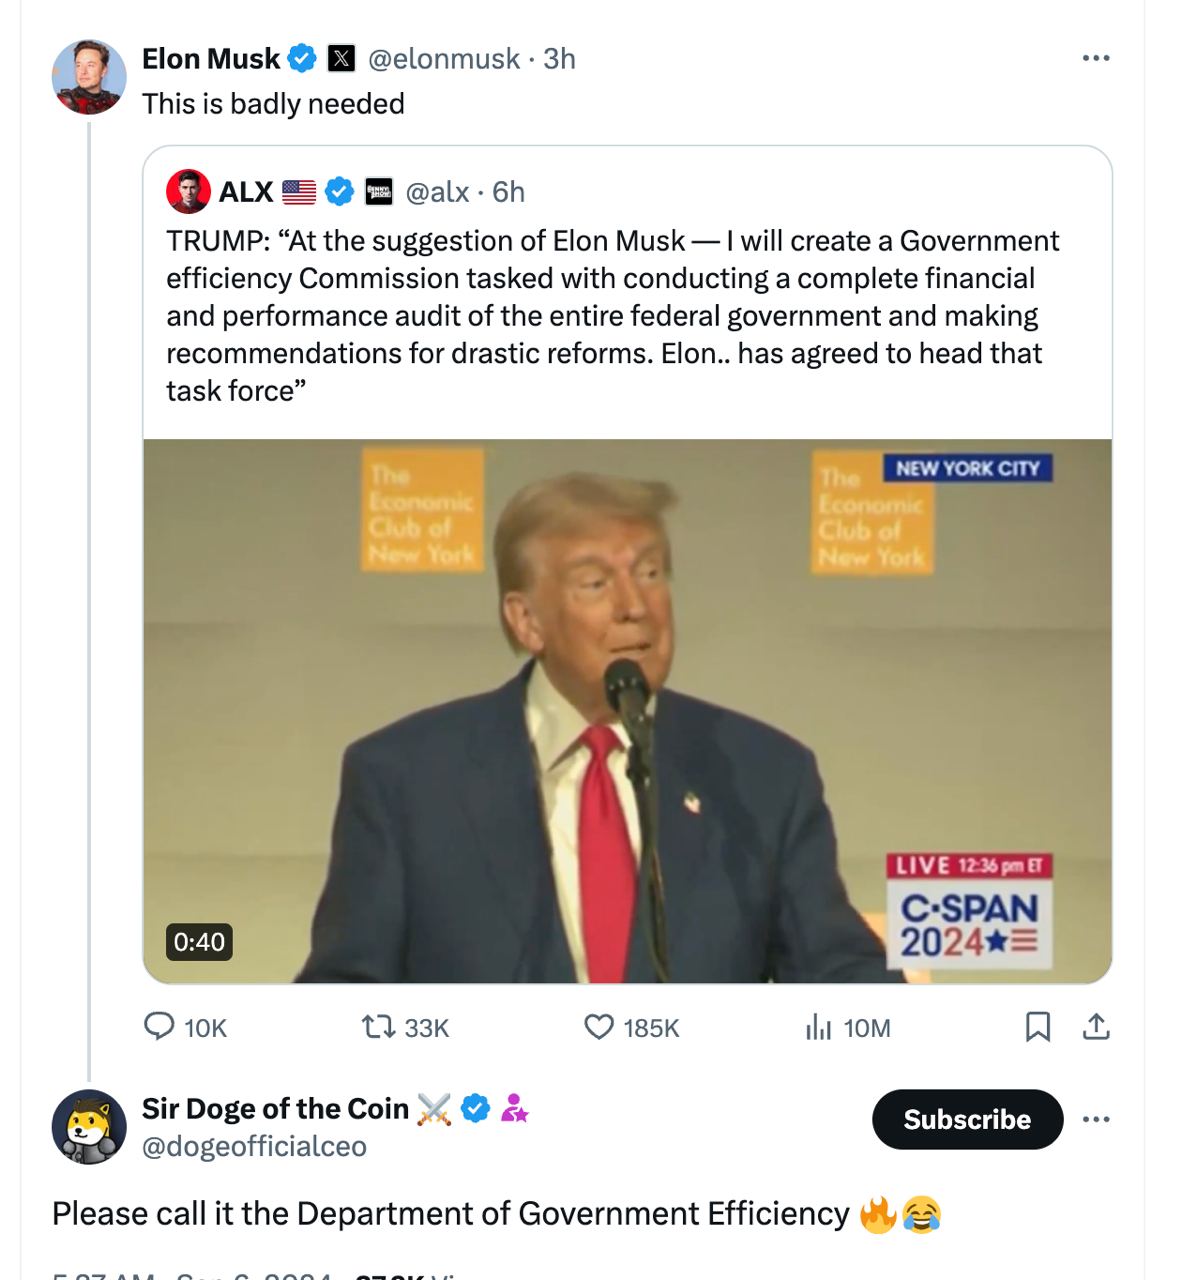 Elon Musk @elonmusk · 3h
This is badly needed
ALX @alx · 6h
TRUMP: “At the suggestion of Elon Musk — I will create a Government
efficiency Commission tasked with conducting a complete financial
and performance audit of the entire federal government and making
recommendations for drastic reforms. Elon.. has agreed to head that
task force”
The
Economic
Club of
New York
The
Economic
Club of
New York
NEW YORK CITY
LIVE 12:36 pm ET
C·SPAN
2024
0:40
10K 33K 185K 10M
Sir Doge of the Coin ⚔️
@dogeofficialceo
Subscribe
Please call it the Department of Government Efficiency 🔥😂